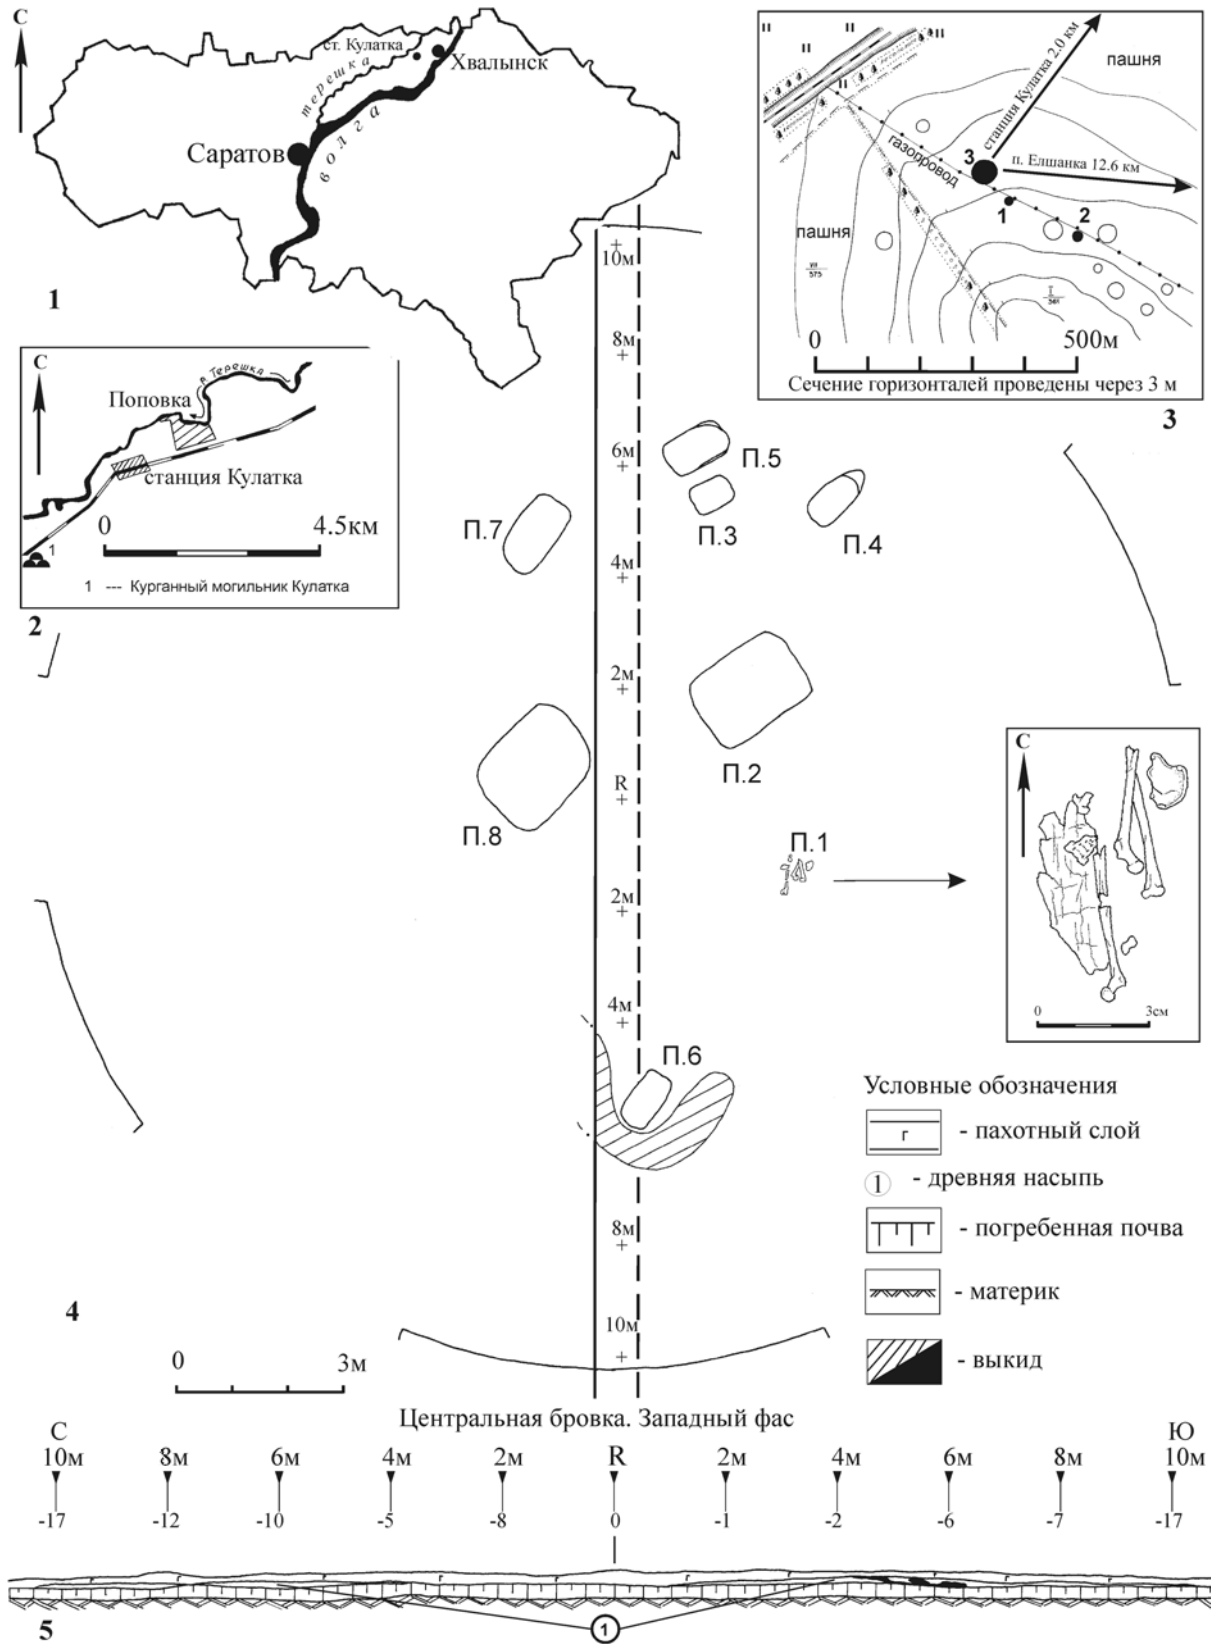 С
ст. Кулатка
Хвалынск
терешка
волга
Саратов
1
С
р. Терешка
Поповка
станция Кулатка
0 4.5км
1
1 --- Курганный могильник Кулатка
2
пашня
станция Кулатка 2.0 км
газопровод
3
п. Елшанка 12.6 км
1
2
пашня
0 500м
Сечение горизонталей проведены через 3 м
3
10м
8м
6м
4м
2м
R
2м
4м
8м
10м
П.5
П.3
П.4
П.7
П.2
П.8
П.1
П.6
С
0 3см
4
0 3м
Условные обозначения
г - пахотный слой
1 - древняя насыпь
- погребенная почва
- материк
- выкид
Центральная бровка. Западный фас
С Ю
10м 8м 6м 4м 2м R 2м 4м 6м 8м 10м
-17 -12 -10 -5 -8 0 -1 -2 -6 -7 -17
1
5